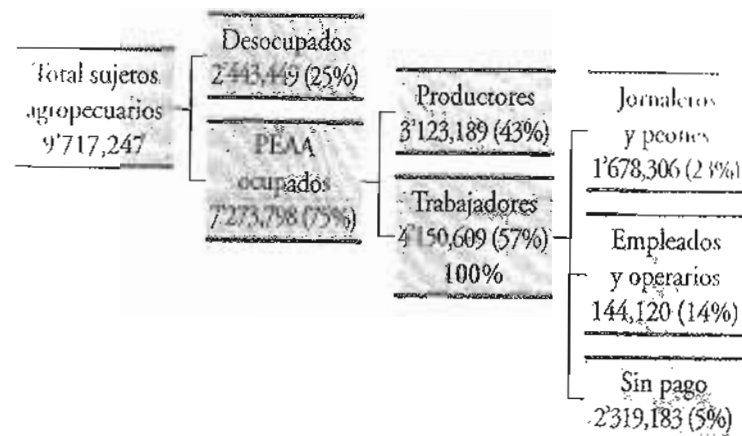 Total sujetos
agropecuarios
9'717,247
Desocupados
2'443,449 (25%)
PEAA
ocupados
7'273,798 (75%)
Productores
3'123,189 (43%)
Trabajadores
4'150,609 (57%)
100%
Jornaleros
y peones
1'678,306 (23%)
Empleados
y operarios
144,120 (14%)
Sin pago
2'319,183 (5%)